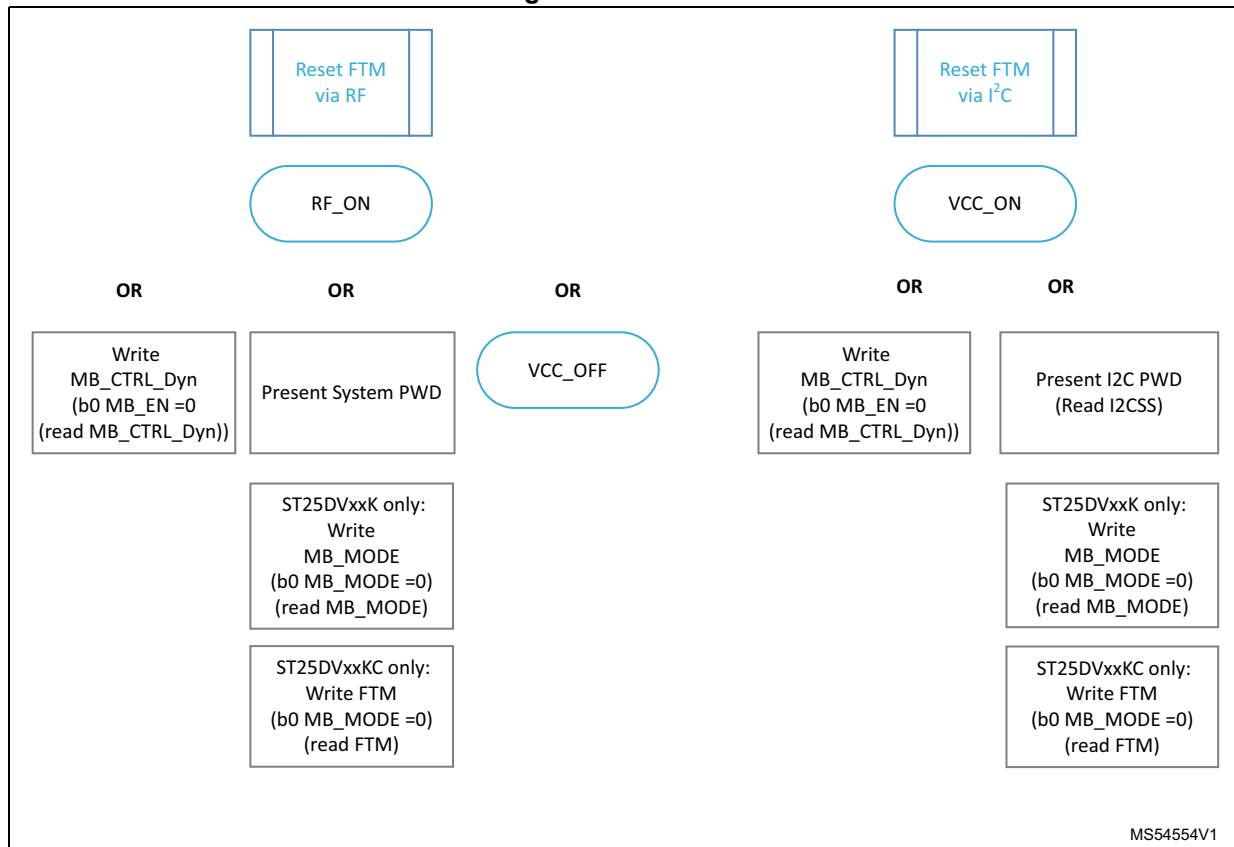 Reset FTM
via RF
Reset FTM
via I²C
RF_ON
VCC_ON
OR
OR
OR
OR
OR
Write
MB_CTRL_Dyn
(b0 MB_EN =0
(read MB_CTRL_Dyn))
Present System PWD
VCC_OFF
Write
MB_CTRL_Dyn
(b0 MB_EN =0
(read MB_CTRL_Dyn))
Present I2C PWD
(Read I2CSS)
ST25DVxxK only:
Write
MB_MODE
(b0 MB_MODE =0)
(read MB_MODE)
ST25DVxxK only:
Write
MB_MODE
(b0 MB_MODE =0)
(read MB_MODE)
ST25DVxxKC only:
Write FTM
(b0 MB_MODE =0)
(read FTM)
ST25DVxxKC only:
Write FTM
(b0 MB_MODE =0)
(read FTM)
MS54554V1